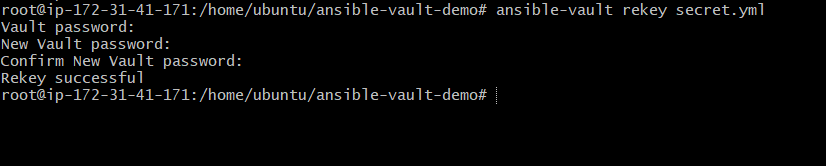 root@ip-172-31-41-171:/home/ubuntu/ansible-vault-demo# ansible-vault rekey secret.yml
Vault password:
New Vault password:
Confirm New Vault password:
Rekey successful
root@ip-172-31-41-171:/home/ubuntu/ansible-vault-demo#